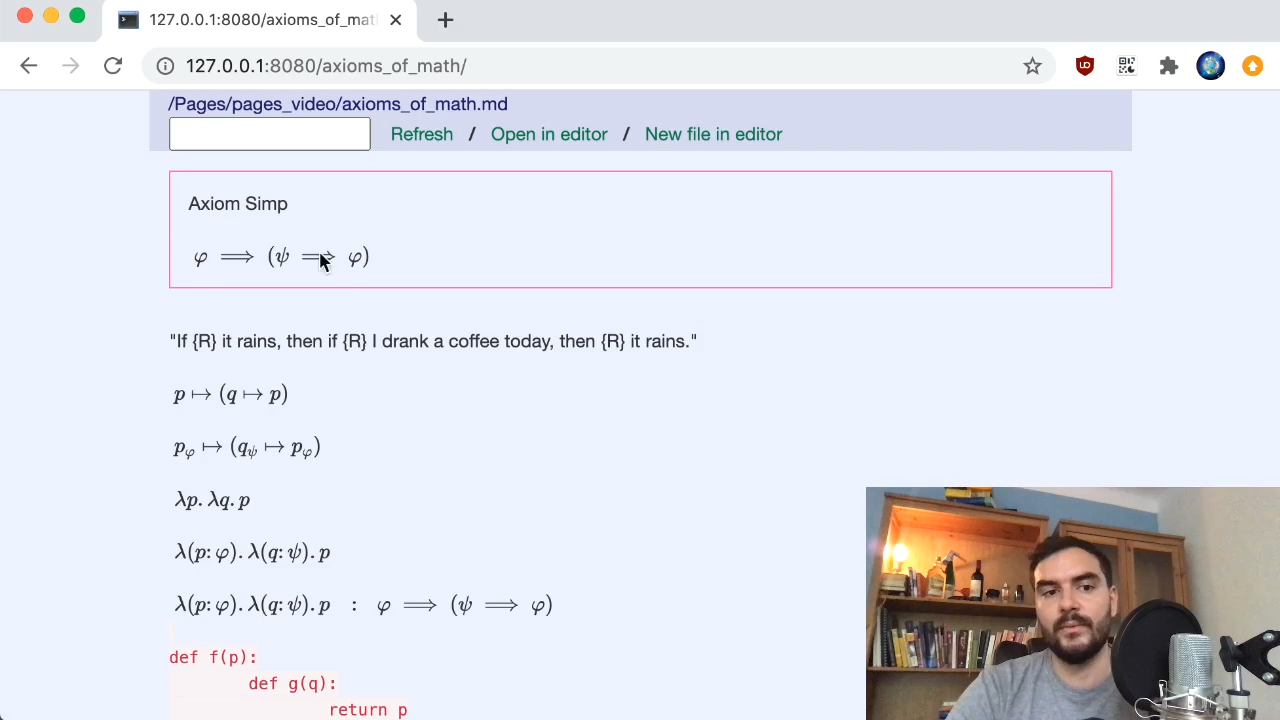 127.0.0.1:8080/axioms_of_mat
127.0.0.1:8080/axioms_of_math/
/Pages/pages_video/axioms_of_math.md
Refresh / Open in editor / New file in editor
Axiom Simp
φ ⟹ (ψ ⟹ φ)
"If {R} it rains, then if {R} I drank a coffee today, then {R} it rains."
p ↦ (q ↦ p)
p_φ ↦ (q_ψ ↦ p_φ)
λp. λq. p
λ(p: φ). λ(q: ψ). p
λ(p: φ). λ(q: ψ). p : φ ⟹ (ψ ⟹ φ)
def f(p):
def g(q):
return p